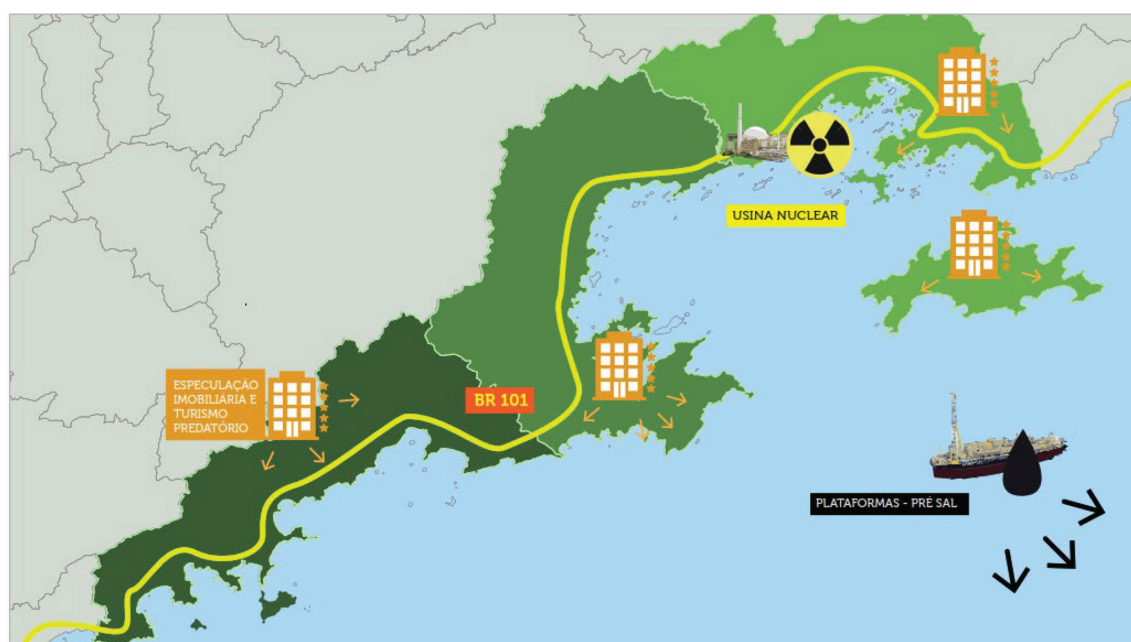 USINA NUCLEAR
ESPECULAÇÃO
IMOBILIÁRIA E
TURISMO
PREDATÓRIO
BR 101
PLATAFORMAS - PRÉ SAL